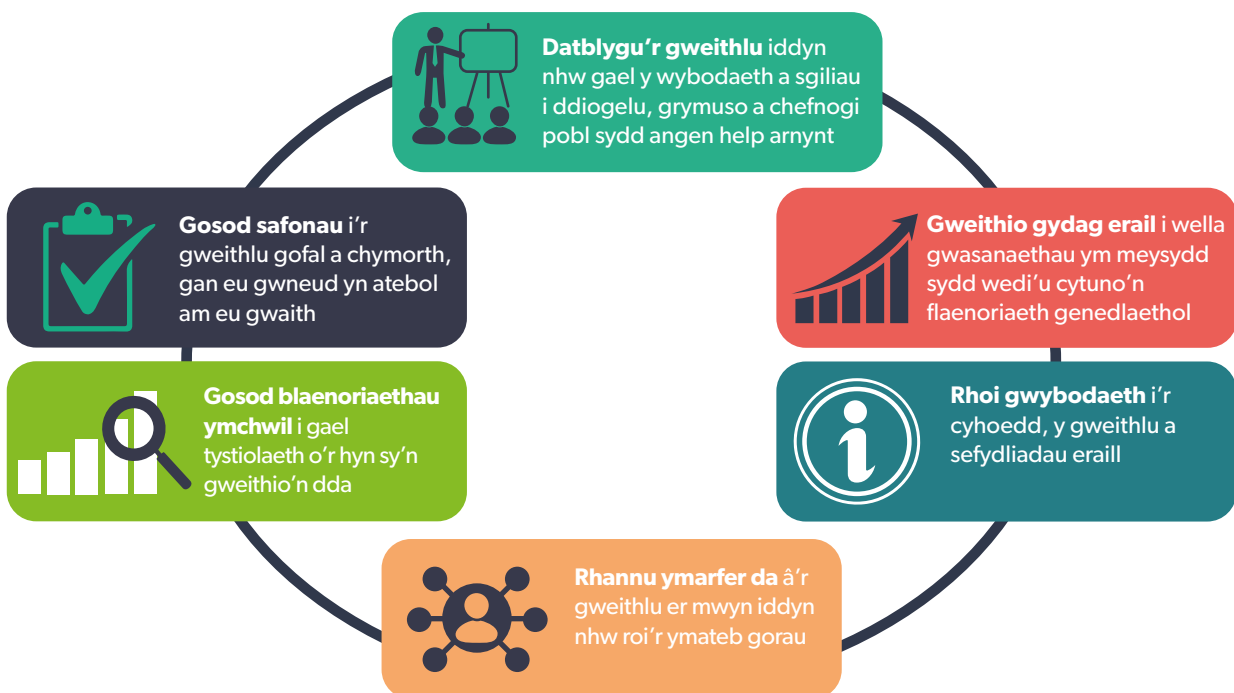 Datblygu'r gweithlu iddyn
nhw gael y wybodaeth a sgiliau
i ddiogelu, grymuso a chefnogi
pobl sydd angen help arnynt
Gosod safonau i'r
gweithlu gofal a chymorth,
gan eu gwneud yn atebol
am eu gwaith
Gweithio gydag erail i wella
gwasanaethau ym meysydd
sydd wedi'u cytuno'n
flaenoriaeth genedlaethol
Gosod blaenoriaethau
ymchwil i gael
tystiolaeth o'r hyn sy'n
gweithio'n dda
Rhoi gwybodaeth i'r
cyhoedd, y gweithlu a
sefydliadau eraill
Rhannu ymarfer da â'r
gweithlu er mwyn iddyn
nhw roi'r ymateb gorau